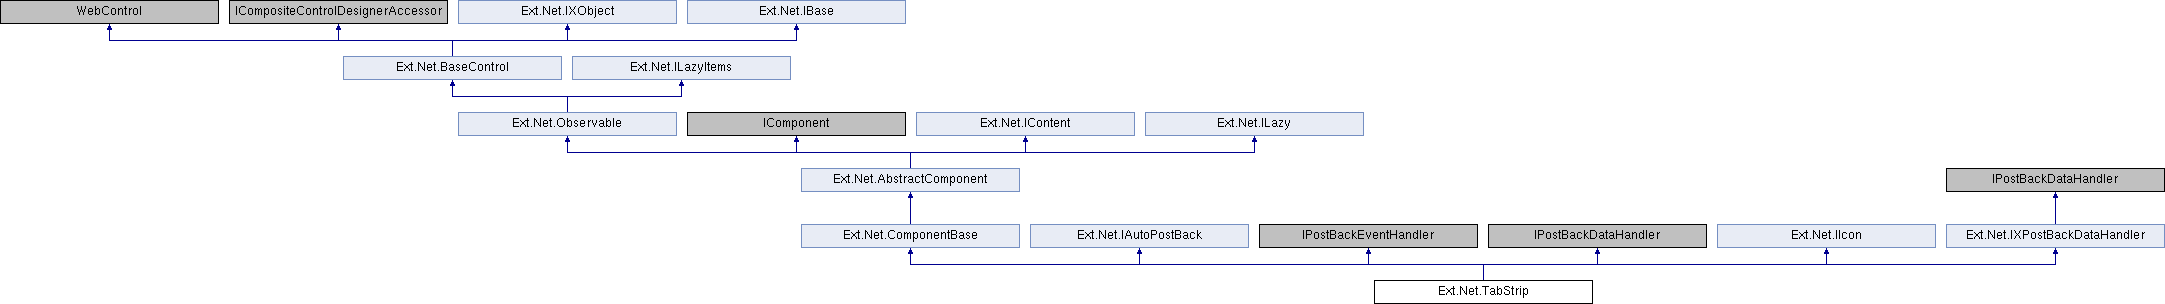 WebControl
ICompositeControlDesignerAccessor
Ext.Net.IXObject
Ext.Net.IBase
Ext.Net.BaseControl
Ext.Net.ILazyItems
Ext.Net.Observable
IComponent
Ext.Net.IContent
Ext.Net.ILazy
Ext.Net.AbstractComponent
IPostBackDataHandler
Ext.Net.ComponentBase
Ext.Net.IAutoPostBack
IPostBackEventHandler
IPostBackDataHandler
Ext.Net.IIcon
Ext.Net.IXPostBackDataHandler
Ext.Net.TabStrip